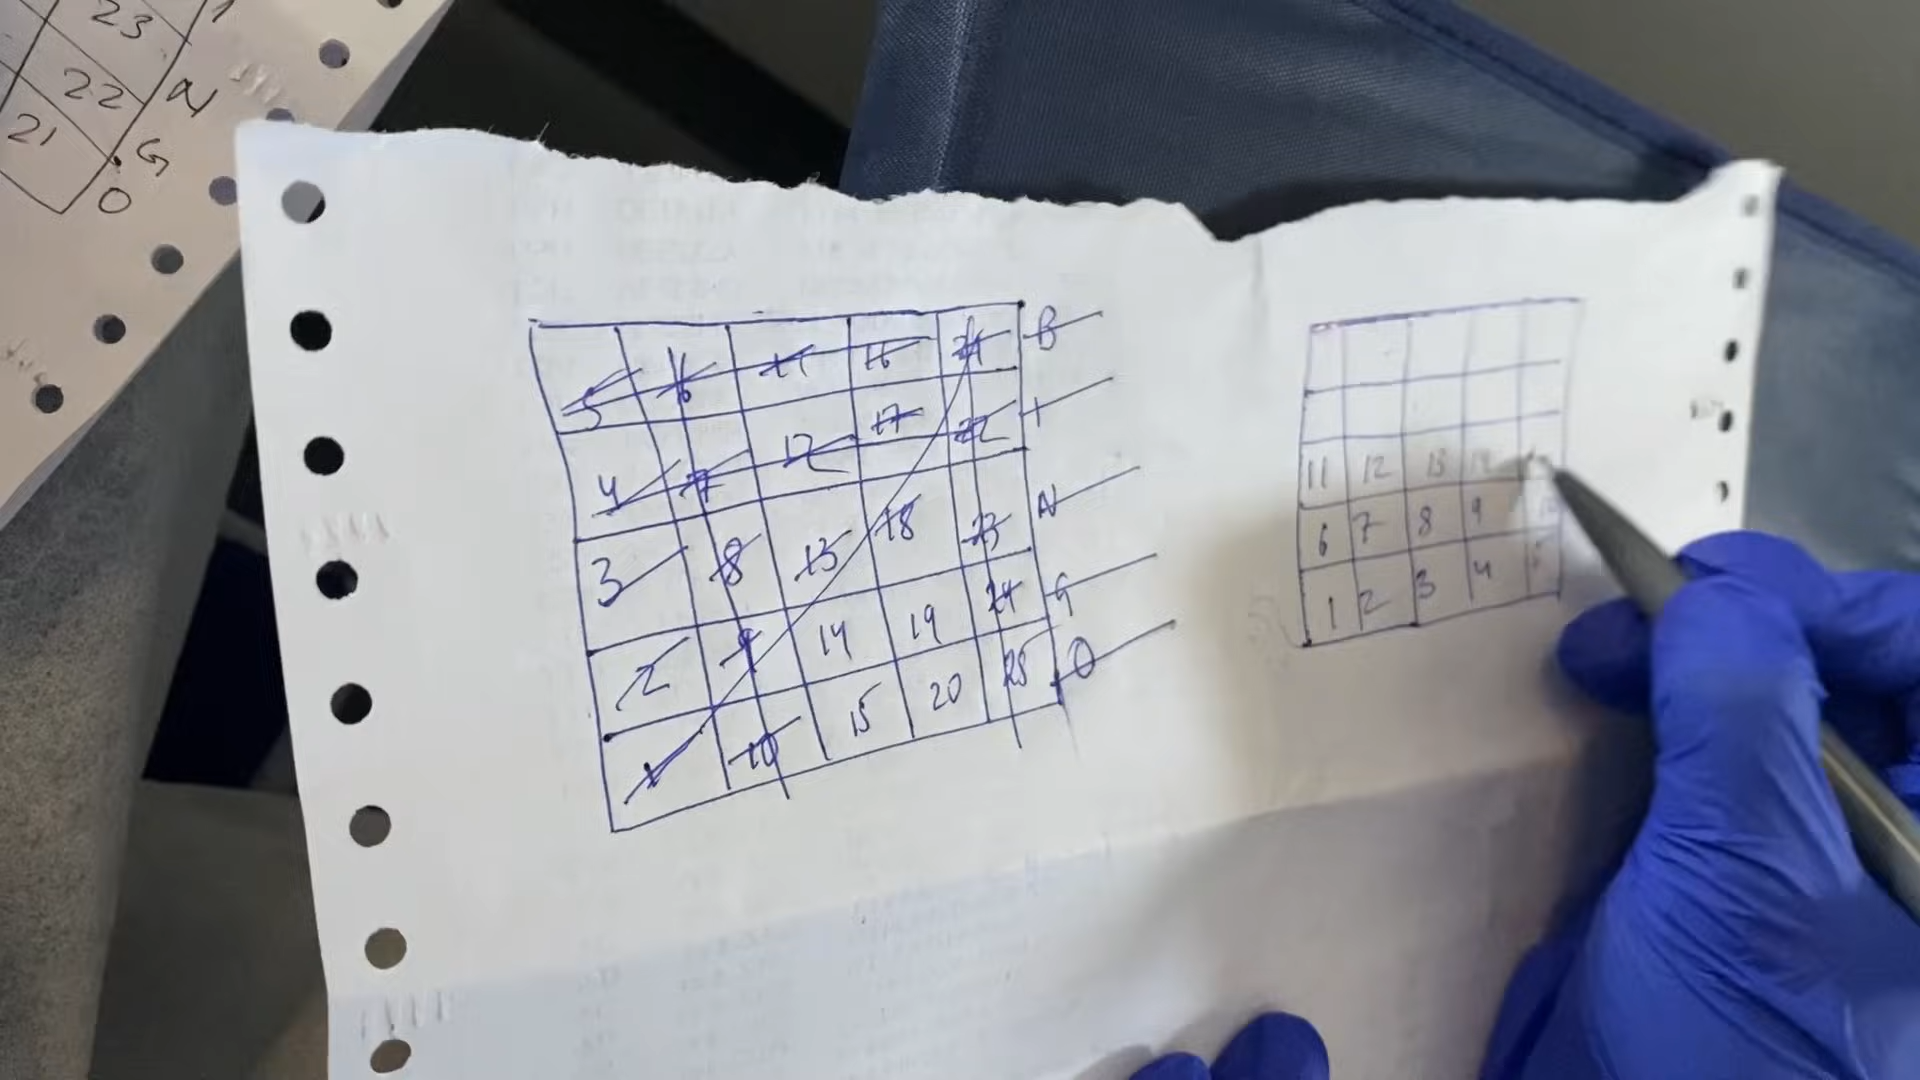 23
22 N
21 G
O
5 6 11 16 21 B
4 7 12 17 22 I
3 8 13 18 23 N
2 9 14 19 24 G
1 10 15 20 25 O
11 12 13 14
6 7 8 9 10
1 2 3 4 5